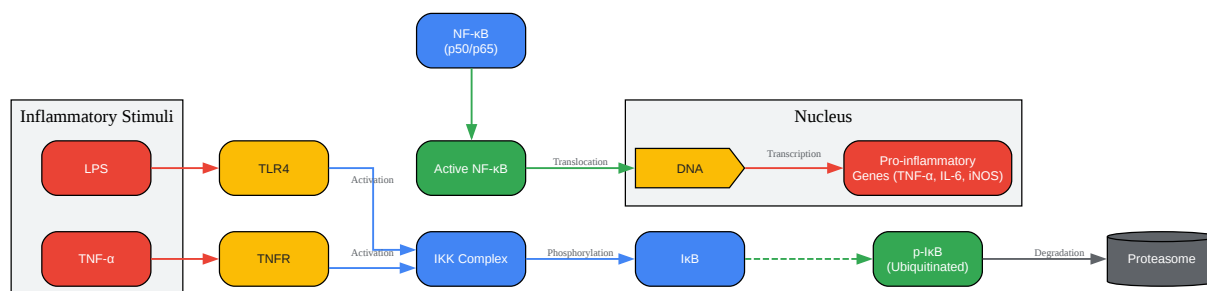 NF-κB
(p50/p65)
Inflammatory Stimuli
Nucleus
LPS
TLR4
Activation
Active NF-κB
Translocation
DNA
Transcription
Pro-inflammatory
Genes (TNF-α, IL-6, iNOS)
TNF-α
TNFR
Activation
IKK Complex
Phosphorylation
IκB
p-IκB
(Ubiquitinated)
Degradation
Proteasome